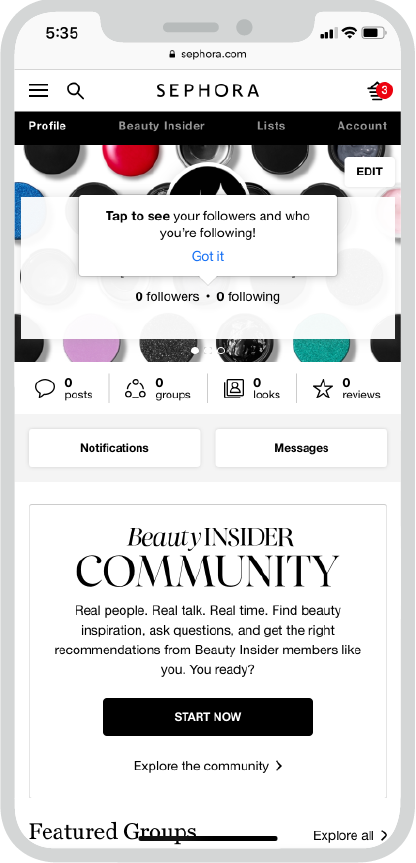 5:35
sephora.com
SEPHORA
3
Profile Beauty Insider Lists Account
EDIT
Tap to see your followers and who
you're following!
Got it
0 followers • 0 following
0 posts
0 groups
0 looks
0 reviews
Notifications Messages
Beauty INSIDER
COMMUNITY
Real people. Real talk. Real time. Find beauty
inspiration, ask questions, and get the right
recommendations from Beauty Insider members like
you. You ready?
START NOW
Explore the community
Featured Groups Explore all